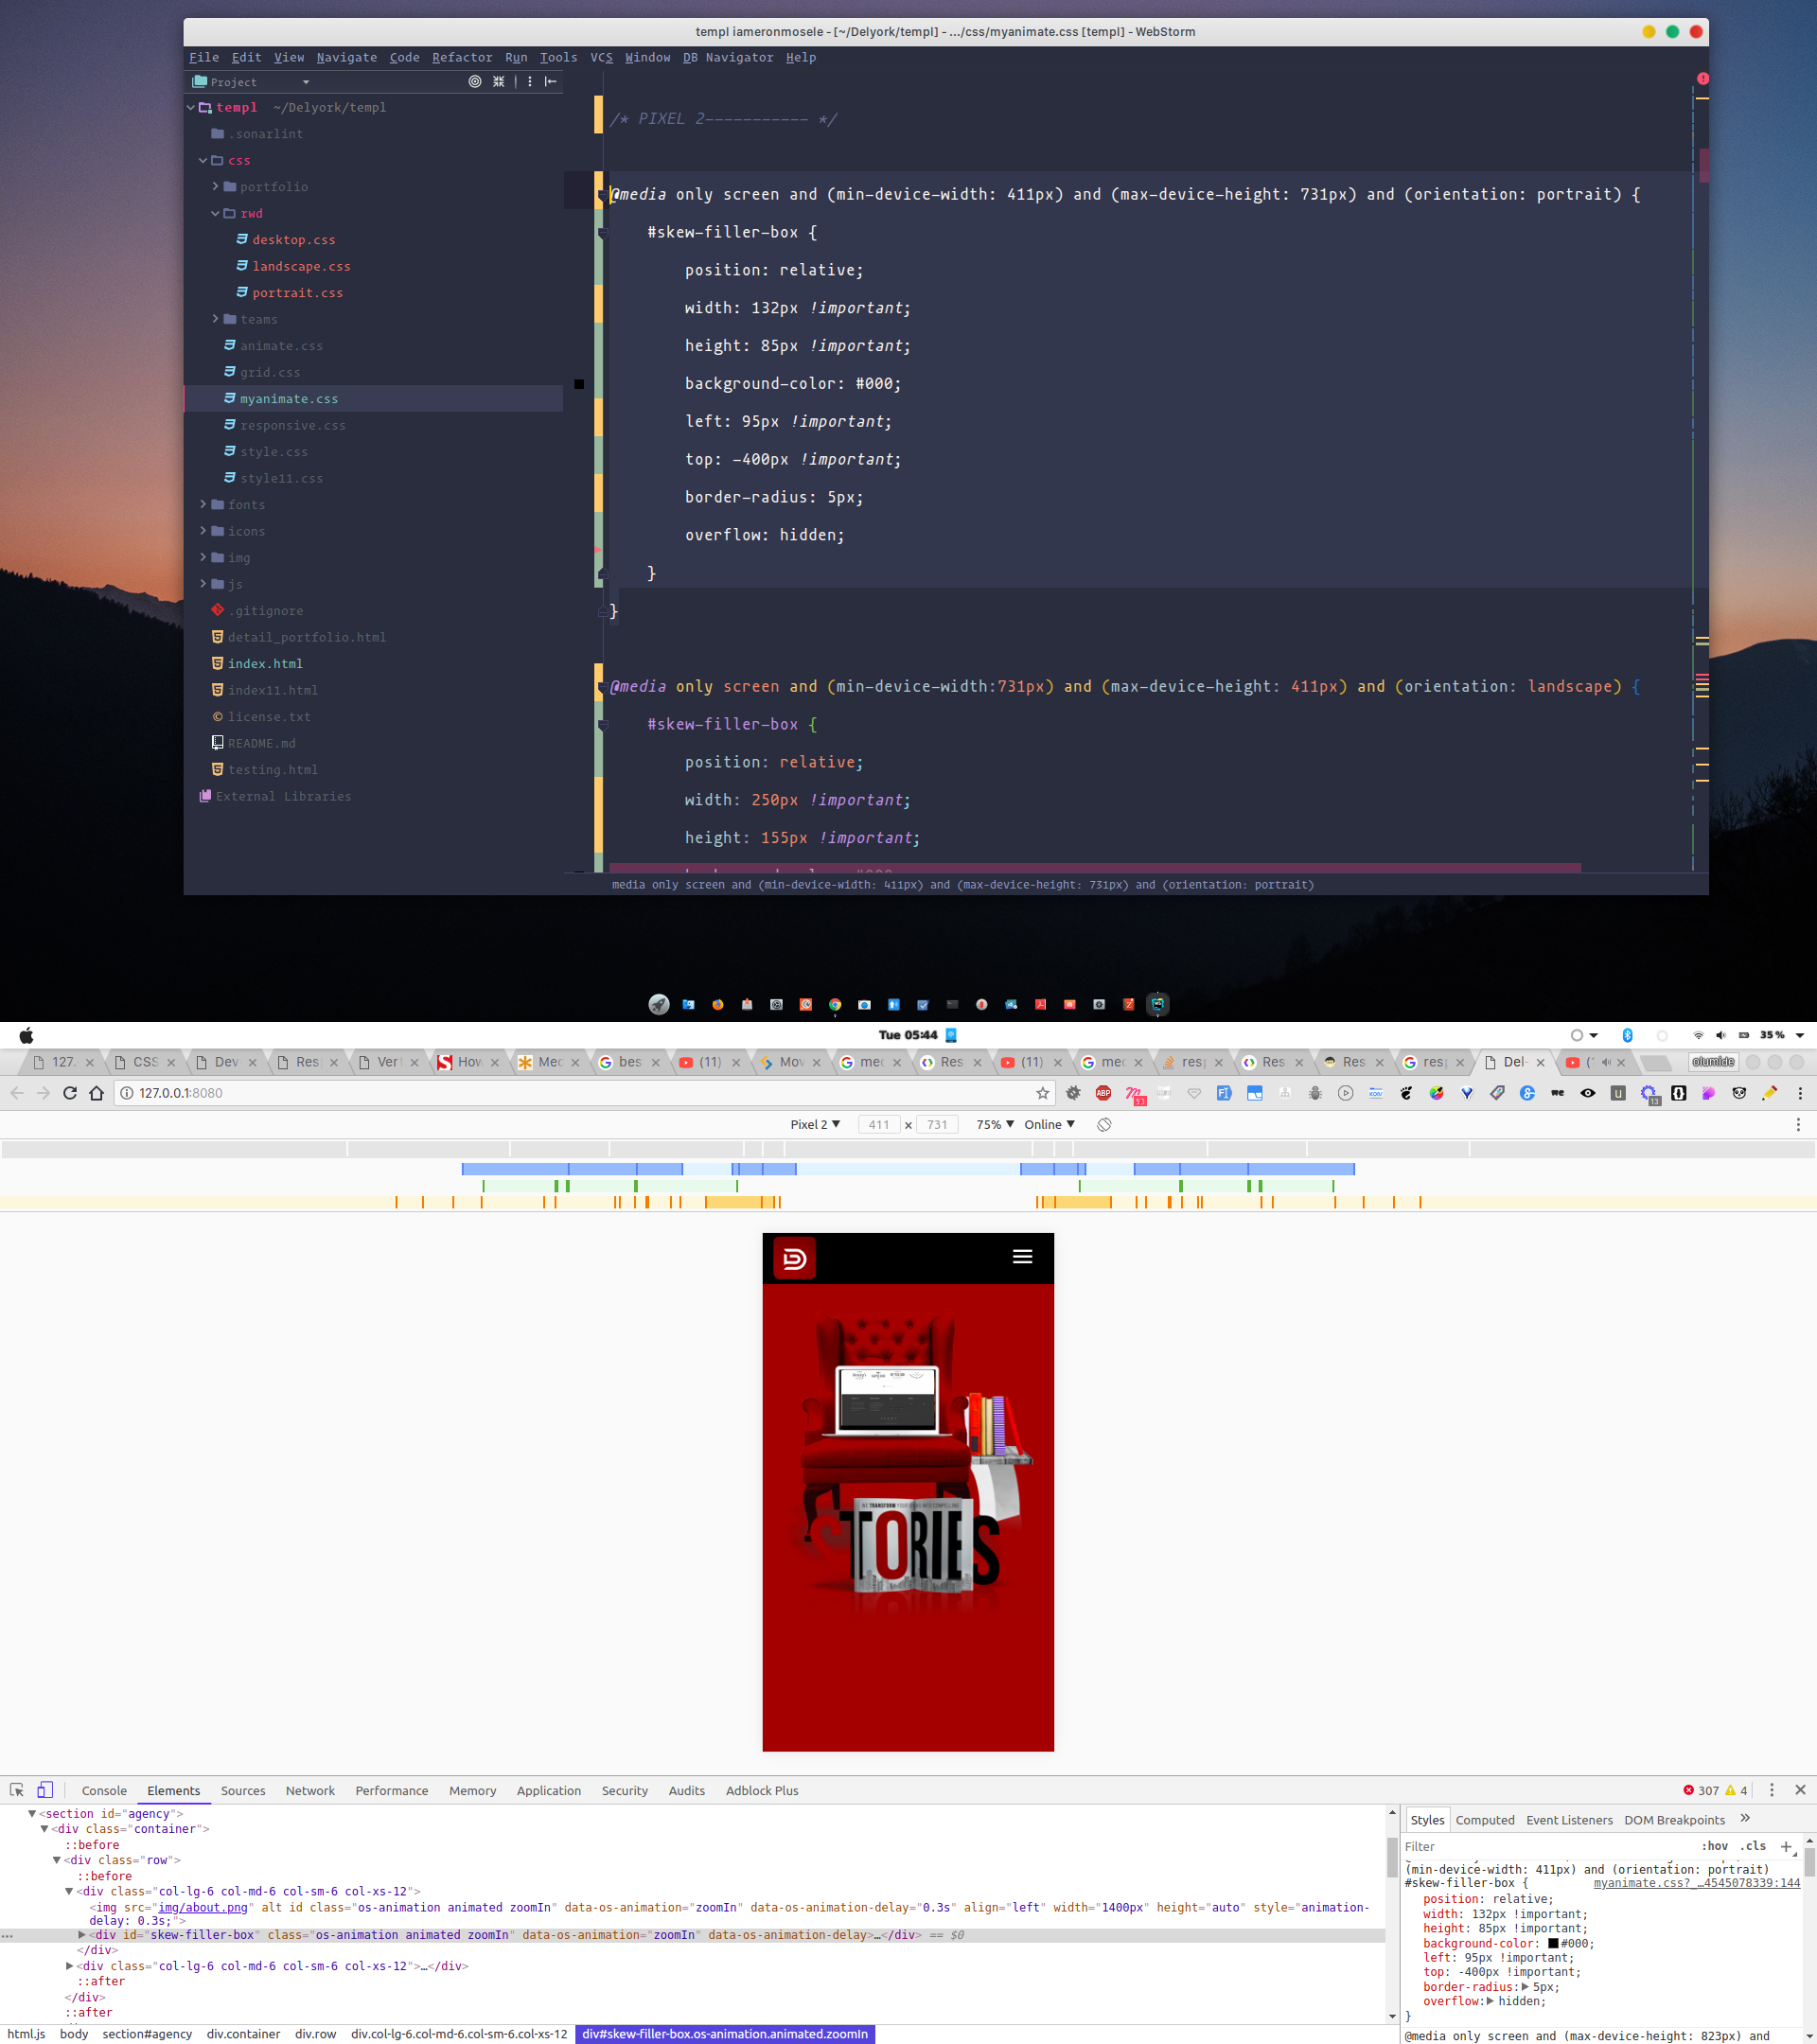 templ iameronmosele - [~/Delyork/templ] - .../css/myanimate.css [templ] - WebStorm
File Edit View Navigate Code Refactor Run Tools VCS Window DB Navigator Help
Project
templ ~/Delyork/templ
.sonarlint
css
portfolio
rwd
desktop.css
landscape.css
portrait.css
teams
animate.css
grid.css
myanimate.css
responsive.css
style.css
style11.css
fonts
icons
img
js
.gitignore
detail_portfolio.html
index.html
index11.html
license.txt
README.md
testing.html
External Libraries
/* PIXEL 2----------- */
@media only screen and (min-device-width: 411px) and (max-device-height: 731px) and (orientation: portrait) {
#skew-filler-box {
position: relative;
width: 132px !important;
height: 85px !important;
background-color: #000;
left: 95px !important;
top: -400px !important;
border-radius: 5px;
overflow: hidden;
}
}
@media only screen and (min-device-width:731px) and (max-device-height: 411px) and (orientation: landscape) {
#skew-filler-box {
position: relative;
width: 250px !important;
height: 155px !important;
media only screen and (min-device-width: 411px) and (max-device-height: 731px) and (orientation: portrait)
Tue 05:44
35%
127. CSS Dev Res Ver How Med bes (11) Mov med Res (11) med res Res Res res Del- olumide
127.0.0.1:8080
Pixel 2 411 × 731 75% Online
WE TRANSFORM YOUR IDEAS INTO COMPELLING
STORIES
Console Elements Sources Network Performance Memory Application Security Audits Adblock Plus
307 4
<section id="agency">
<div class="container">
::before
<div class="row">
::before
<div class="col-lg-6 col-md-6 col-sm-6 col-xs-12">
<img src="img/about.png" alt id class="os-animation animated zoomIn" data-os-animation="zoomIn" data-os-animation-delay="0.3s" align="left" width="1400px" height="auto" style="animation-
delay: 0.3s;">
<div id="skew-filler-box" class="os-animation animated zoomIn" data-os-animation="zoomIn" data-os-animation-delay>…</div> == $0
</div>
<div class="col-lg-6 col-md-6 col-sm-6 col-xs-12">…</div>
::after
</div>
::after
html.js body section#agency div.container div.row div.col-lg-6.col-md-6.col-sm-6.col-xs-12 div#skew-filler-box.os-animation.animated.zoomIn
Styles Computed Event Listeners DOM Breakpoints
Filter :hov .cls
(min-device-width: 411px) and (orientation: portrait)
#skew-filler-box { myanimate.css?_…4545078339:144
position: relative;
width: 132px !important;
height: 85px !important;
background-color: #000;
left: 95px !important;
top: -400px !important;
border-radius: 5px;
overflow: hidden;
}
@media only screen and (max-device-height: 823px) and